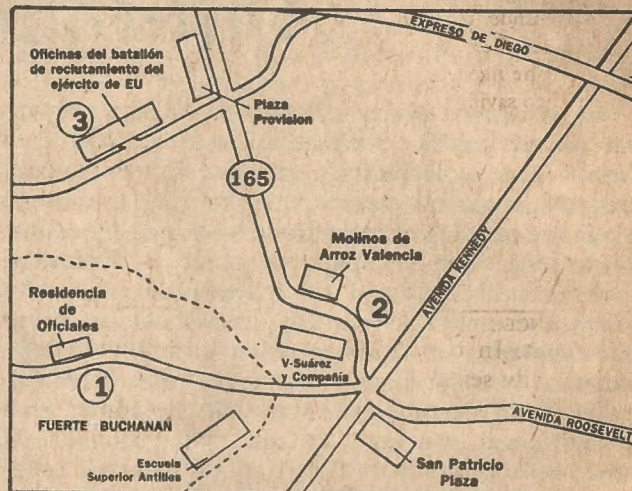 Oficinas del batallón
de reclutamiento del
ejército de EU
3
Plaza
Provision
EXPRESO DE DIEGO
165
Molinos de
Arroz Valencia
AVENIDA KENNEDY
2
Residencia
de
Oficiales
V-Suárez
y Compañía
1
FUERTE BUCHANAN
AVENIDA ROOSEVELT
Escuela
Superior Antilles
San Patricio
Plaza